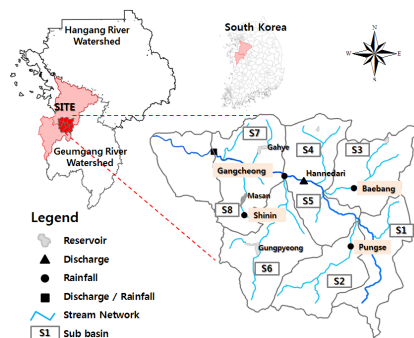 Hangang River
Watershed
South Korea
N
W
E
S
SITE
Geumgang River
Watershed
S7
Gahye
S4
S3
Gangcheong
Hannedari
Baebang
Masan
S8
Shinin
S5
S1
Gungpyeong
Pungse
S6
S2
Legend
Reservoir
Discharge
Rainfall
Discharge / Rainfall
Stream Network
S1 Sub basin